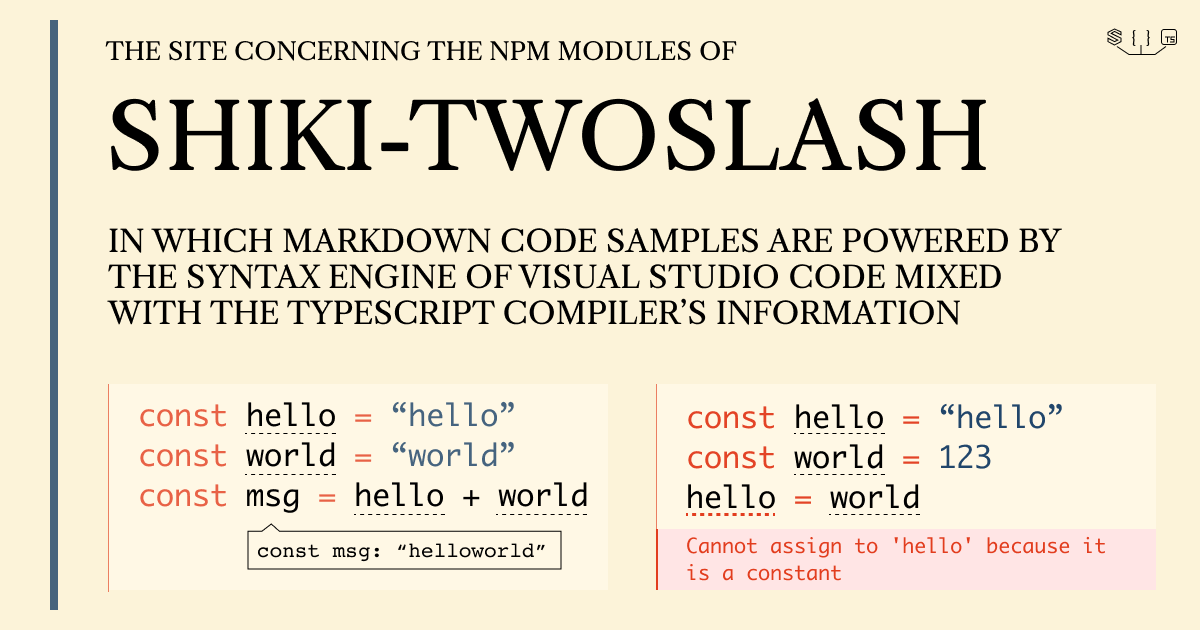 THE SITE CONCERNING THE NPM MODULES OF
{ } TS
SHIKI-TWOSLASH
IN WHICH MARKDOWN CODE SAMPLES ARE POWERED BY
THE SYNTAX ENGINE OF VISUAL STUDIO CODE MIXED
WITH THE TYPESCRIPT COMPILER’S INFORMATION
const hello = “hello”
const world = “world”
const msg = hello + world
const msg: “helloworld”
const hello = “hello”
const world = 123
hello = world
Cannot assign to 'hello' because it
is a constant